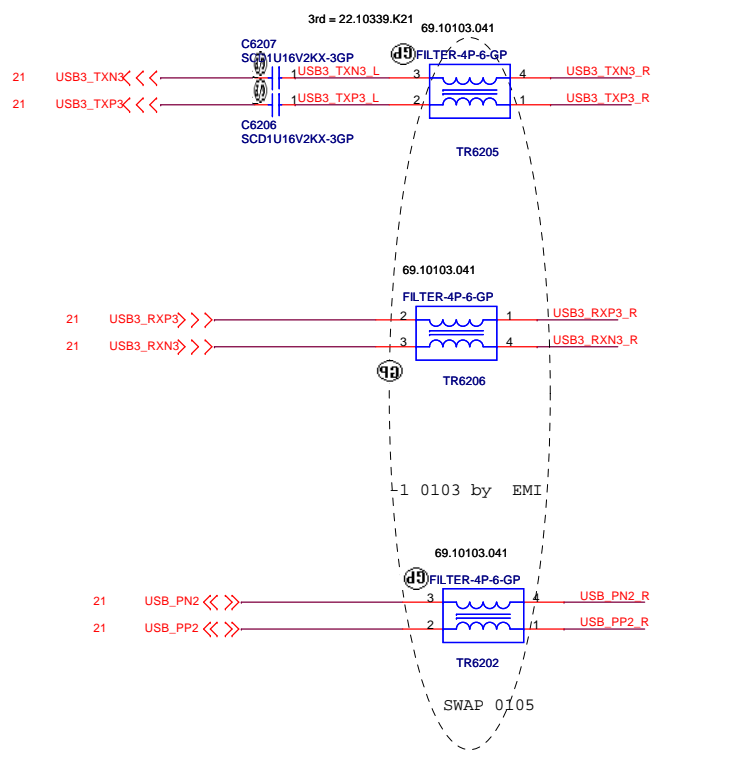 3rd = 22.10339.K21
69.10103.041
C6207
SCD1U16V2KX-3GP
GP
FILTER-4P-6-GP
21 USB3_TXN3 1 USB3_TXN3_L 3 4 USB3_TXN3_R
21 USB3_TXP3 1 USB3_TXP3_L 2 1 USB3_TXP3_R
C6206
SCD1U16V2KX-3GP
TR6205
69.10103.041
FILTER-4P-6-GP
21 USB3_RXP3 2 1 USB3_RXP3_R
21 USB3_RXN3 3 4 USB3_RXN3_R
GP
TR6206
-1 0103 by EMI
69.10103.041
GP
FILTER-4P-6-GP
21 USB_PN2 3 4 USB_PN2_R
21 USB_PP2 2 1 USB_PP2_R
TR6202
SWAP 0105